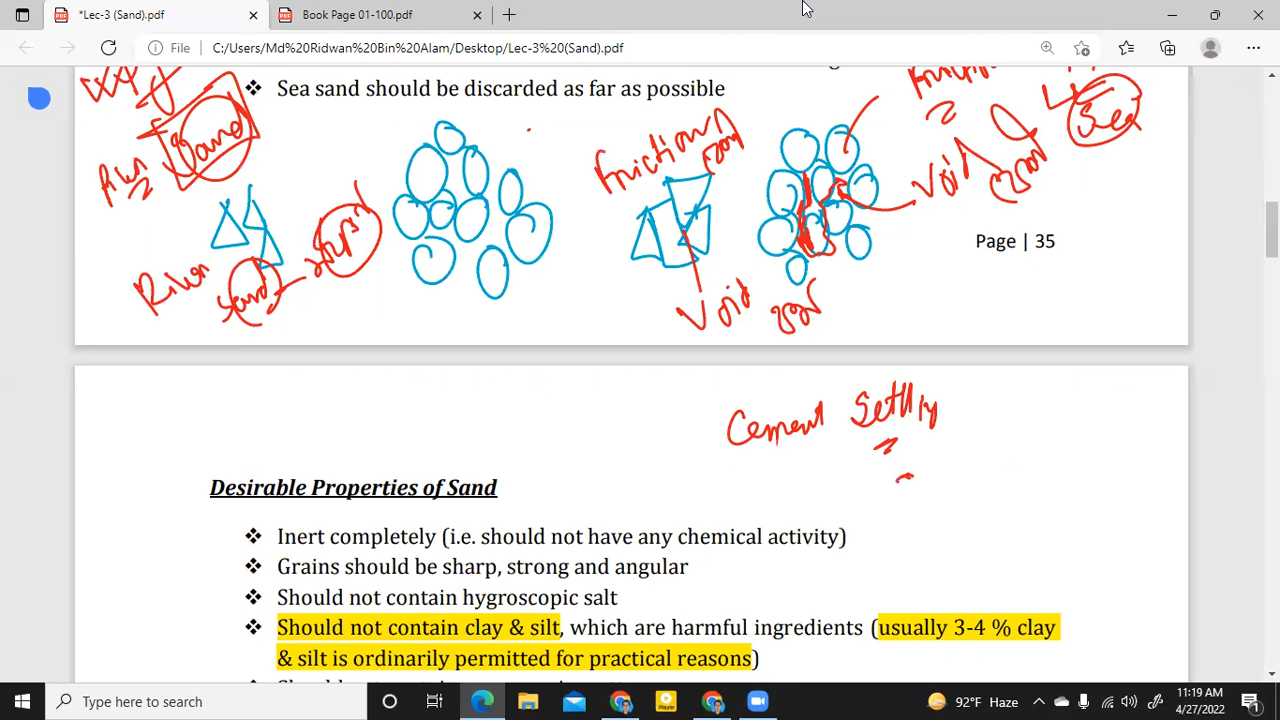 *Lec-3 (Sand).pdf
Book Page 01-100.pdf
File
C:/Users/Md%20Ridwan%20Bin%20Alam/Desktop/Lec-3%20(Sand).pdf
❖ Sea sand should be discarded as far as possible
Sand
Friction
Sea
Void
River
Sand
Void
Page | 35
Cement
Desirable Properties of Sand
❖ Inert completely (i.e. should not have any chemical activity)
❖ Grains should be sharp, strong and angular
❖ Should not contain hygroscopic salt
❖ Should not contain clay & silt, which are harmful ingredients (usually 3-4 % clay
& silt is ordinarily permitted for practical reasons)
Type here to search
92°F Haze
11:19 AM
4/27/2022